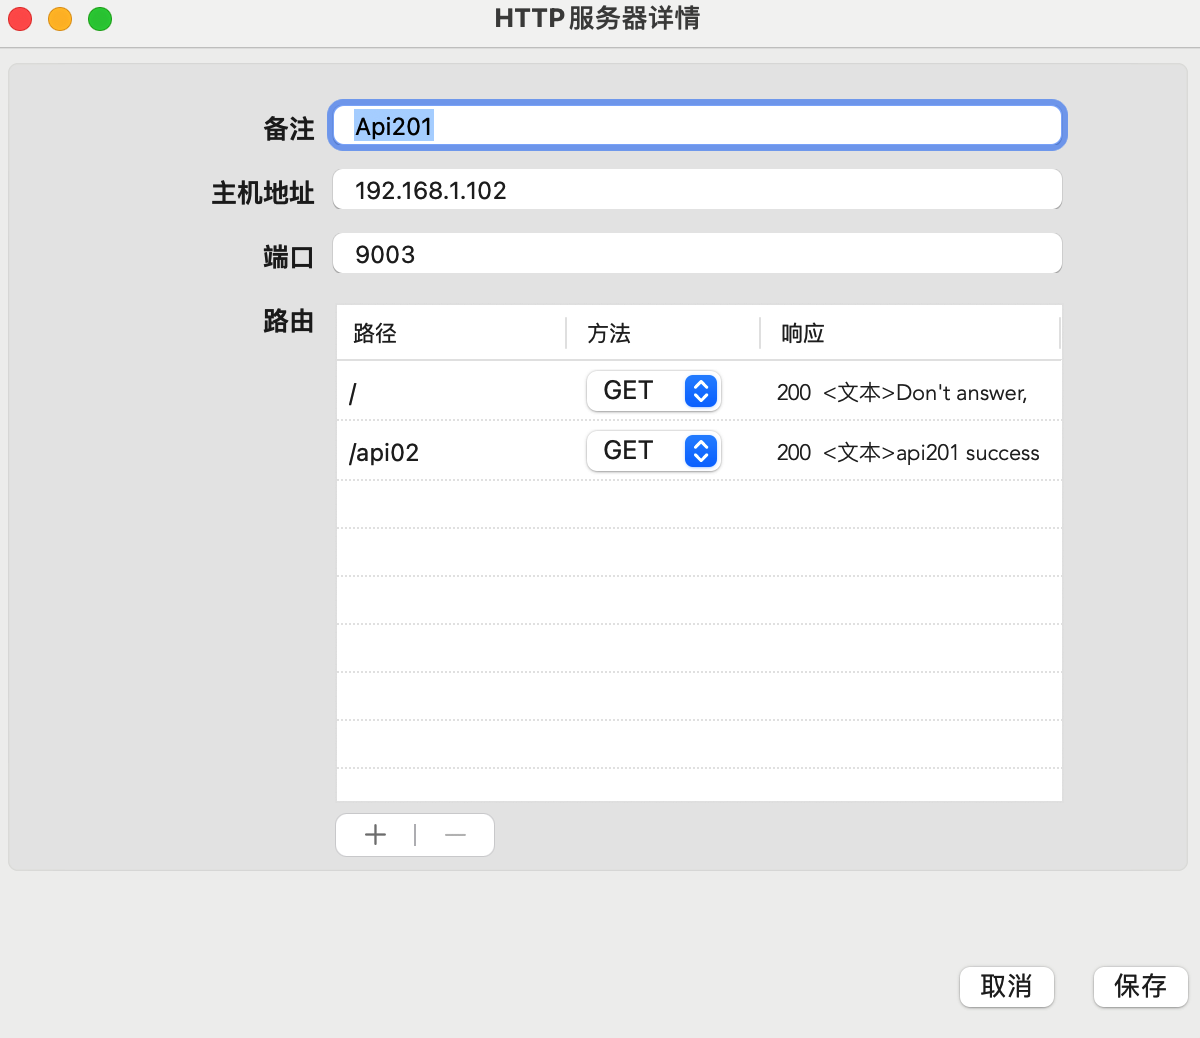 HTTP服务器详情
备注 Api201
主机地址 192.168.1.102
端口 9003
路由 路径 方法 响应
/ GET 200 <文本>Don't answer,
/api02 GET 200 <文本>api201 success
+ | —
取消 保存